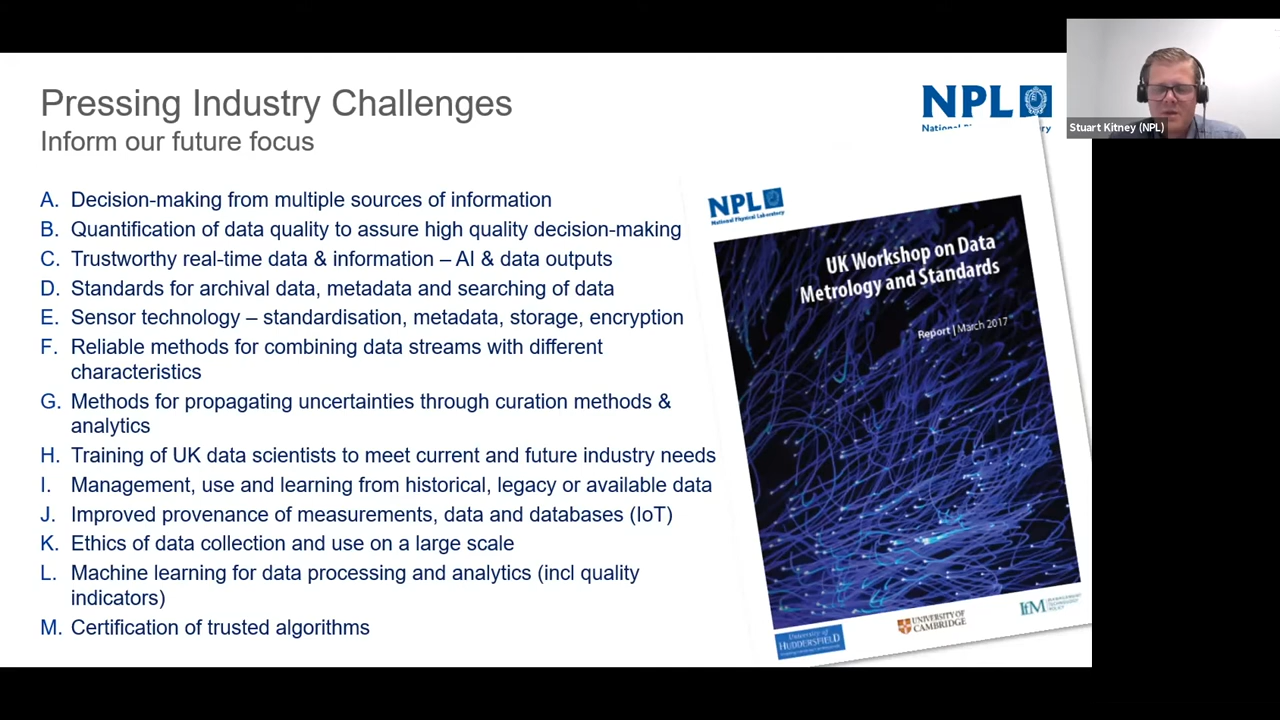 Pressing Industry Challenges
Inform our future focus
NPL
Stuart Kitney (NPL)
A. Decision-making from multiple sources of information
B. Quantification of data quality to assure high quality decision-making
C. Trustworthy real-time data & information – AI & data outputs
D. Standards for archival data, metadata and searching of data
E. Sensor technology – standardisation, metadata, storage, encryption
F. Reliable methods for combining data streams with different
characteristics
G. Methods for propagating uncertainties through curation methods &
analytics
H. Training of UK data scientists to meet current and future industry needs
I. Management, use and learning from historical, legacy or available data
J. Improved provenance of measurements, data and databases (IoT)
K. Ethics of data collection and use on a large scale
L. Machine learning for data processing and analytics (incl quality
indicators)
M. Certification of trusted algorithms
NPL
National Physical Laboratory
UK Workshop on Data
Metrology and Standards
Report | March 2017
University of
HUDDERSFIELD
UNIVERSITY OF
CAMBRIDGE
IfM